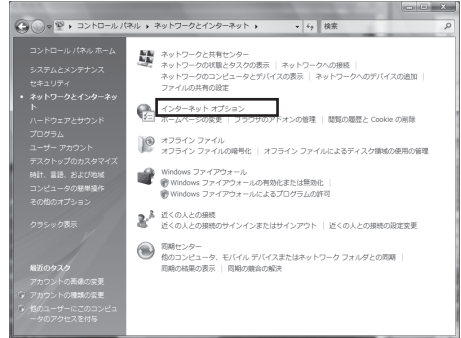 コントロール パネル ▸ ネットワークとインターネット ▸
検索
コントロール パネル ホーム
システムとメンテナンス
セキュリティ
ネットワークとインターネッ
ト
ハードウェアとサウンド
プログラム
ユーザー アカウント
デスクトップのカスタマイズ
時計、言語、および地域
コンピュータの簡単操作
その他のオプション
クラシック表示
最近のタスク
アカウントの画像の変更
アカウントの種類の変更
他のユーザーにこのコンピュ
ータのアクセスを付与
ネットワークと共有センター
ネットワークの状態とタスクの表示 | ネットワークへの接続 |
ネットワークのコンピュータとデバイスの表示 | ネットワークへのデバイスの追加 |
ファイルの共有の設定
インターネット オプション
ホームページの変更 | ブラウザのアドオンの管理 | 閲覧の履歴と Cookie の削除
オフライン ファイル
オフライン ファイルの暗号化 | オフライン ファイルによるディスク領域の使用の管理
Windows ファイアウォール
Windows ファイアウォールの有効化または無効化 |
Windows ファイアウォールによるプログラムの許可
近くの人との接続
近くの人との接続のサインインまたはサインアウト | 近くの人との接続の設定変更
同期センター
他のコンピュータ、モバイル デバイスまたはネットワーク フォルダとの同期 |
同期の結果の表示 | 同期の競合の解決